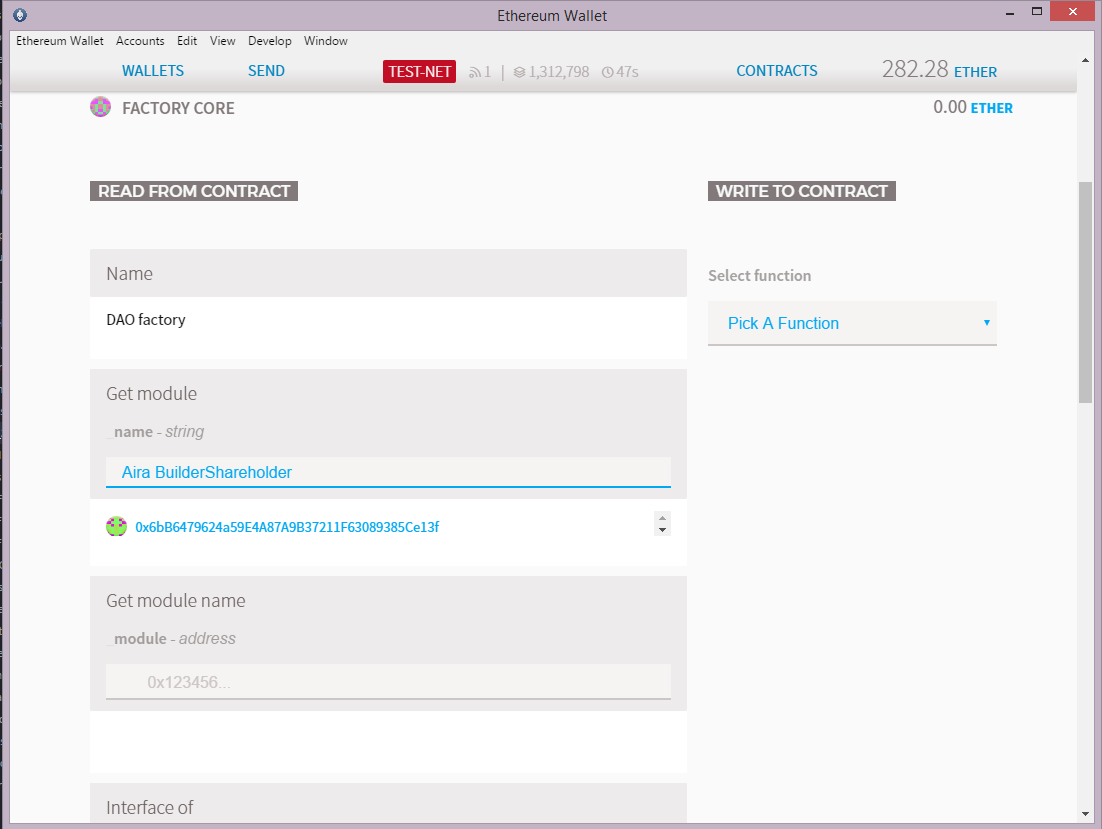 Ethereum Wallet
Ethereum Wallet Accounts Edit View Develop Window
WALLETS SEND TEST-NET 1 | 1,312,798 47s CONTRACTS 282.28 ETHER
FACTORY CORE 0.00 ETHER
READ FROM CONTRACT WRITE TO CONTRACT
Name
Select function
DAO factory
Pick A Function
Get module
_name - string
Aira BuilderShareholder
0x6bB6479624a59E4A87A9B37211F63089385Ce13f
Get module name
_module - address
0x123456...
Interface of